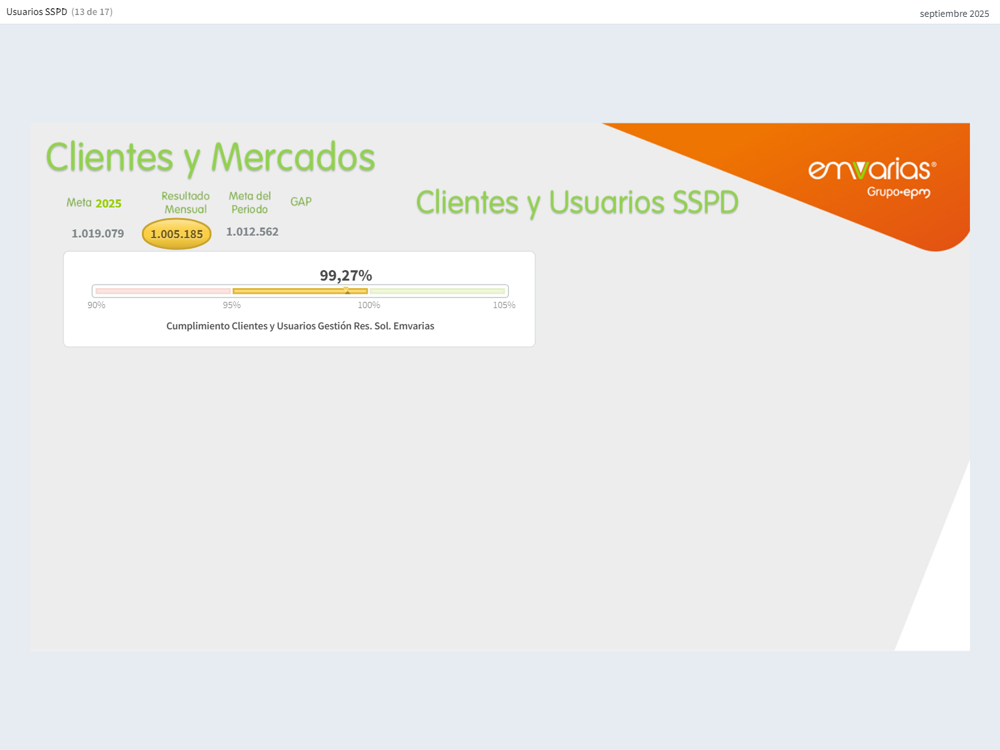 Usuarios SSPD (13 de 17)
septiembre 2025
Clientes y Mercados
emvarias®
Grupo•epm
Clientes y Usuarios SSPD
Meta 2025
Resultado
Mensual
Meta del
Periodo
GAP
1.019.079
1.005.185
1.012.562
99,27%
90%
95%
100%
105%
Cumplimiento Clientes y Usuarios Gestión Res. Sol. Emvarias